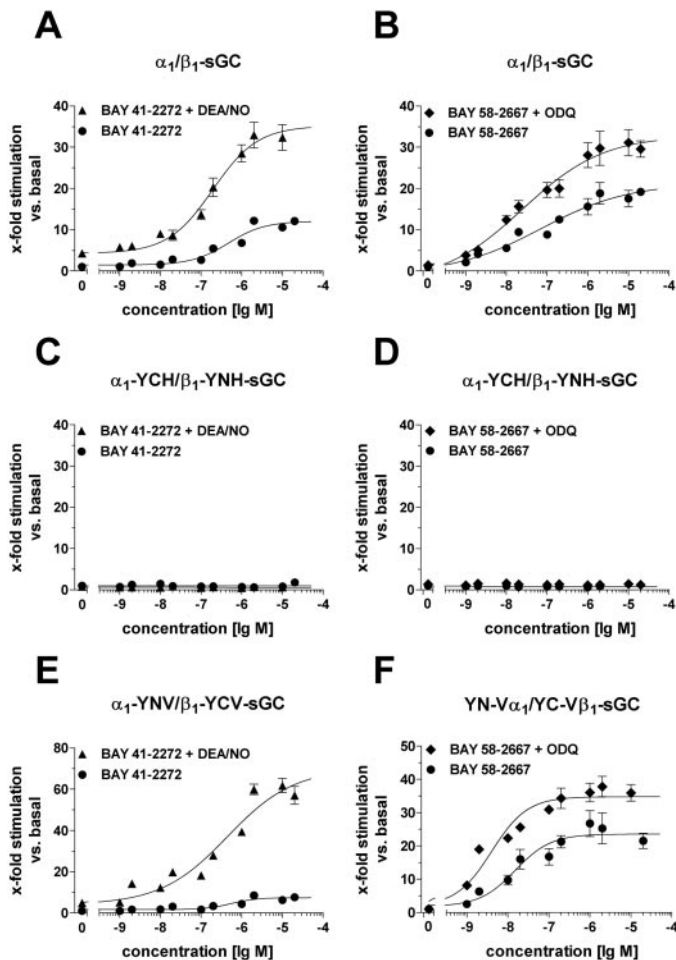 A
α1/β1-sGC
BAY 41-2272 + DEA/NO
BAY 41-2272
x-fold stimulation
vs. basal
40
30
20
10
0
0 -9 -8 -7 -6 -5 -4
concentration [lg M]
B
α1/β1-sGC
BAY 58-2667 + ODQ
BAY 58-2667
x-fold stimulation
vs. basal
40
30
20
10
0
0 -9 -8 -7 -6 -5 -4
concentration [lg M]
C
α1-YCH/β1-YNH-sGC
BAY 41-2272 + DEA/NO
BAY 41-2272
x-fold stimulation
vs. basal
40
30
20
10
0
0 -9 -8 -7 -6 -5 -4
concentration [lg M]
D
α1-YCH/β1-YNH-sGC
BAY 58-2667 + ODQ
BAY 58-2667
x-fold stimulation
vs. basal
40
30
20
10
0
0 -9 -8 -7 -6 -5 -4
concentration [lg M]
E
α1-YNV/β1-YCV-sGC
BAY 41-2272 + DEA/NO
BAY 41-2272
x-fold stimulation
vs. basal
80
60
40
20
0
0 -9 -8 -7 -6 -5 -4
concentration [lg M]
F
YN-Vα1/YC-Vβ1-sGC
BAY 58-2667 + ODQ
BAY 58-2667
x-fold stimulation
vs. basal
50
40
30
20
10
0
0 -9 -8 -7 -6 -5 -4
concentration [lg M]